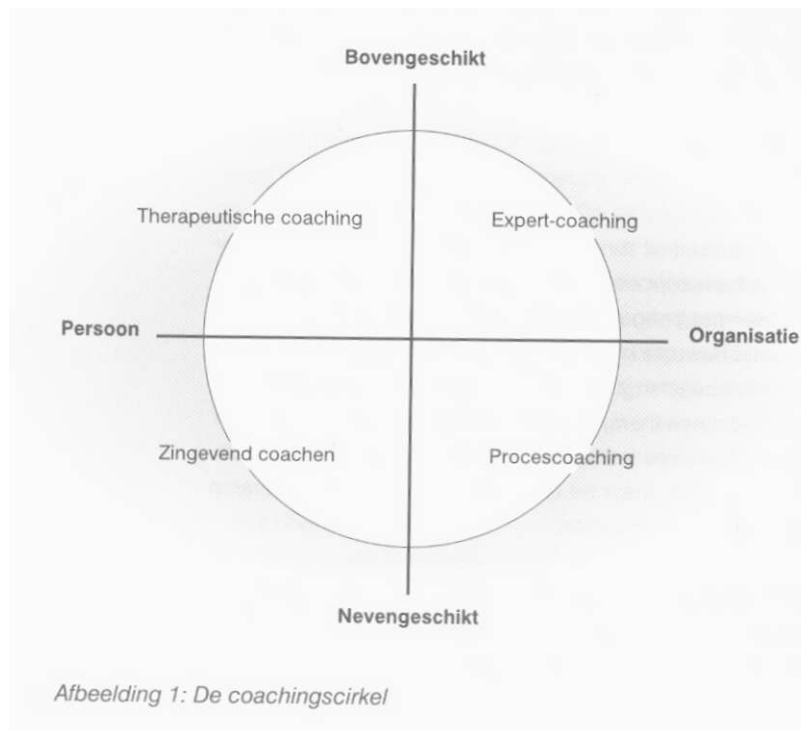 Bovengeschikt
Therapeutische coaching
Expert-coaching
Persoon
Organisatie
Zingevend coachen
Procescoaching
Nevengeschikt
Afbeelding 1: De coachingscirkel